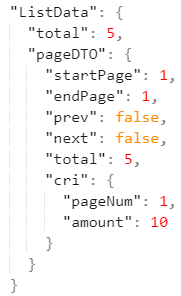 "ListData": {
"total": 5,
"pageDTO": {
"startPage": 1,
"endPage": 1,
"prev": false,
"next": false,
"total": 5,
"cri": {
"pageNum": 1,
"amount": 10
}
}
}